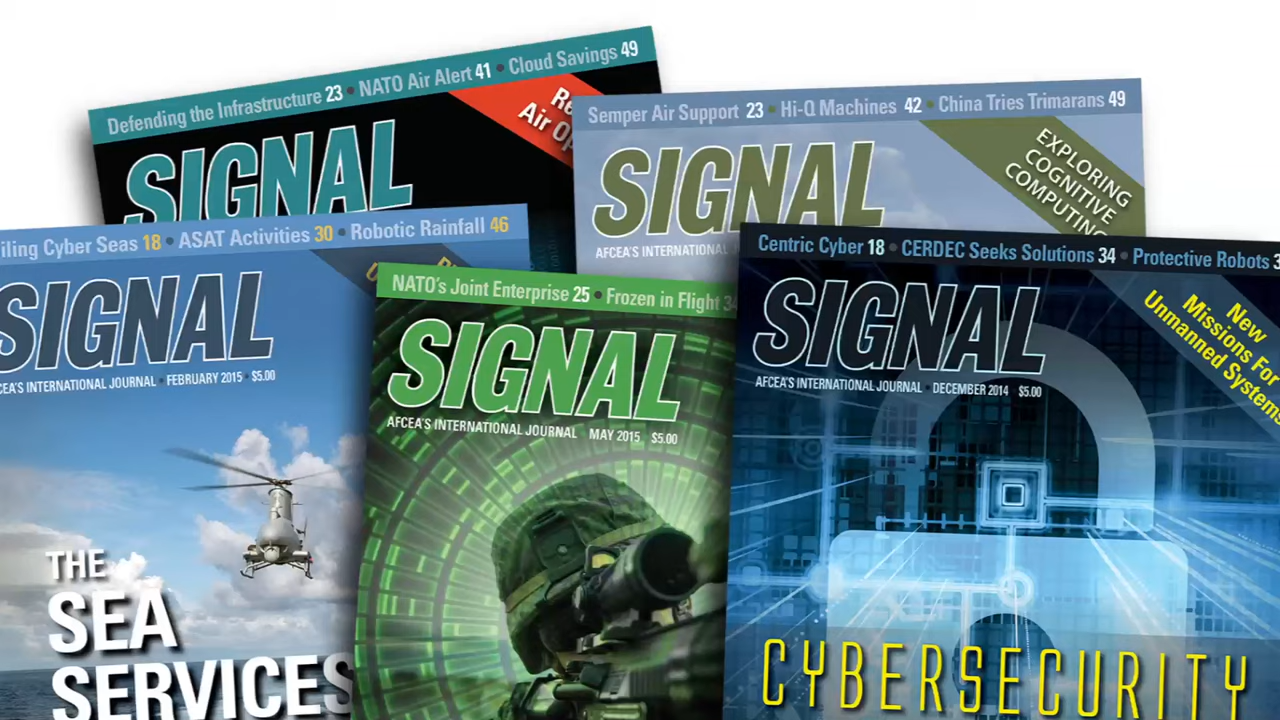 Defending the Infrastructure 23 • NATO Air Alert 41 • Cloud Savings 49
SIGNAL
Semper Air Support 23 • Hi-Q Machines 42 • China Tries Trimarans 49
SIGNAL
AFCEA'S INTERNATIONAL
EXPLORING
COGNITIVE
COMPUTING
Cyber Seas 18 • ASAT Activities 30 • Robotic Rainfall 46
SIGNAL
INTERNATIONAL JOURNAL • FEBRUARY 2015 • $5.00
THE
SEA
SERVICES
NATO's Joint Enterprise 25 • Frozen in Flight 34
SIGNAL
AFCEA'S INTERNATIONAL JOURNAL MAY 2015 $5.00
Centric Cyber 18 • CERDEC Seeks Solutions 34 • Protective Robots
SIGNAL
AFCEA'S INTERNATIONAL JOURNAL • DECEMBER 2014 $5.00
New
Missions For
Unmanned Systems
CYBERSECURITY